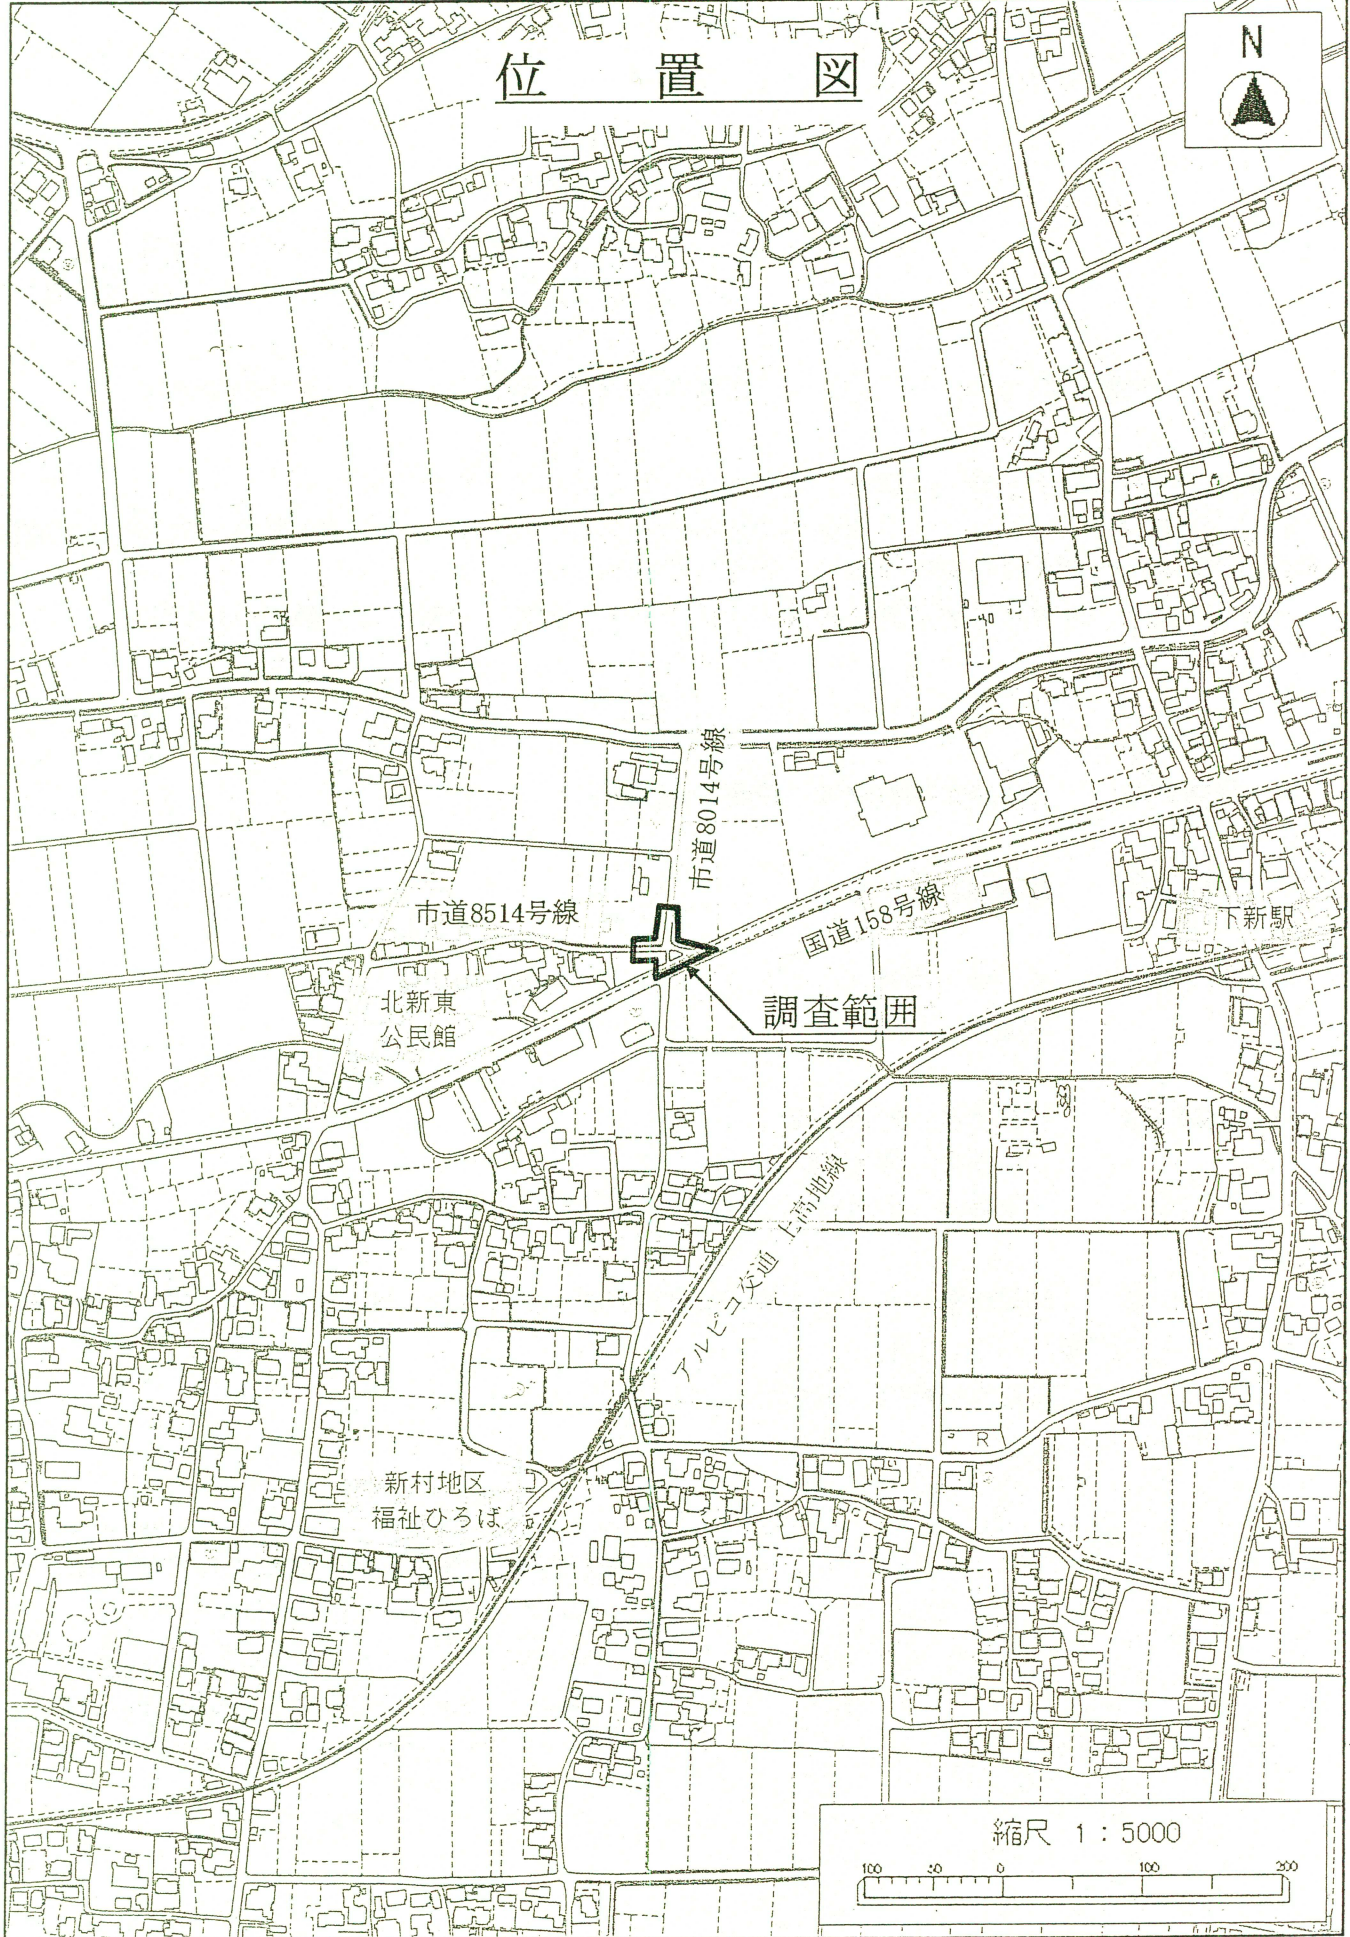 位置図
N
市道8014号線
市道8514号線
国道158号線
下新駅
北新東
公民館
調査範囲
アルピコ交通 上高地線
R
新村地区
福祉ひろば
縮尺 1:5000
100 50 0 100 200